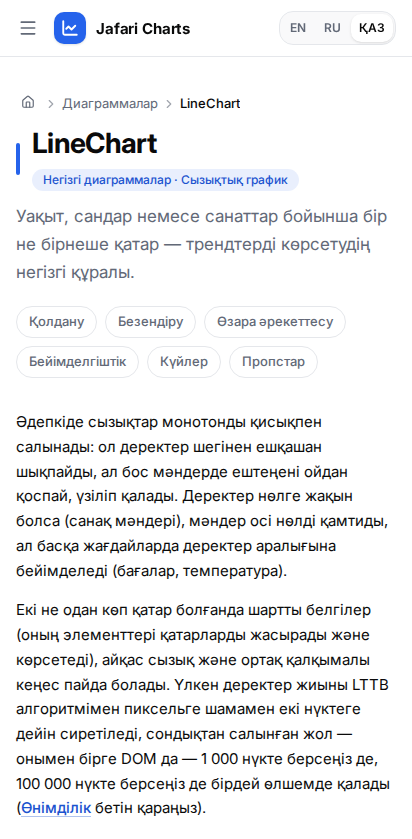 Jafari Charts
EN RU ҚАЗ
Диаграммалар LineChart
LineChart
Негізгі диаграммалар · Сызықтық график
Уақыт, сандар немесе санаттар бойынша бір
не бірнеше қатар — трендтерді көрсетудің
негізгі құралы.
Қолдану Безендіру Өзара әрекеттесу
Бейімделгіштік Күйлер Пропстар
Әдепкіде сызықтар монотонды қисықпен
салынады: ол деректер шегінен ешқашан
шықпайды, ал бос мәндерде ештеңені ойдан
қоспай, үзіліп қалады. Деректер нөлге жақын
болса (санақ мәндері), мәндер осі нөлді қамтиды,
ал басқа жағдайларда деректер аралығына
бейімделеді (бағалар, температура).
Екі не одан көп қатар болғанда шартты белгілер
(оның элементтері қатарларды жасырады және
көрсетеді), айқас сызық және ортақ қалқымалы
кеңес пайда болады. Үлкен деректер жиыны LTTB
алгоритмімен пиксельге шамамен екі нүктеге
дейін сиретіледі, сондықтан салынған жол —
онымен бірге DOM да — 1 000 нүкте берсеңіз де,
100 000 нүкте берсеңіз де бірдей өлшемде қалады
(Өнімділік бетін қараңыз).